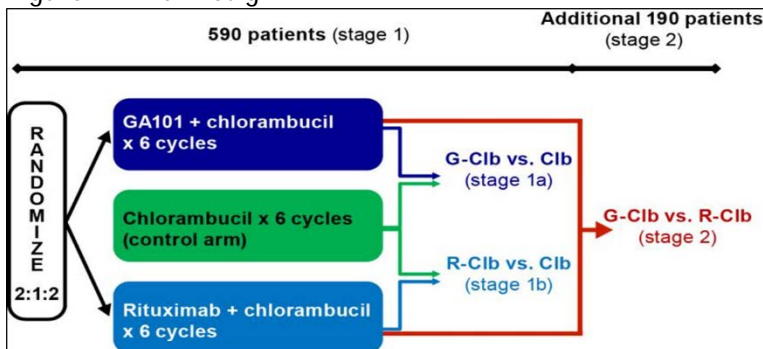 590 patients (stage 1)
Additional 190 patients
(stage 2)
RANDOMIZE
2:1:2
GA101 + chlorambucil
x 6 cycles
Chlorambucil x 6 cycles
(control arm)
Rituximab + chlorambucil
x 6 cycles
G-Clb vs. Clb
(stage 1a)
R-Clb vs. Clb
(stage 1b)
G-Clb vs. R-Clb
(stage 2)